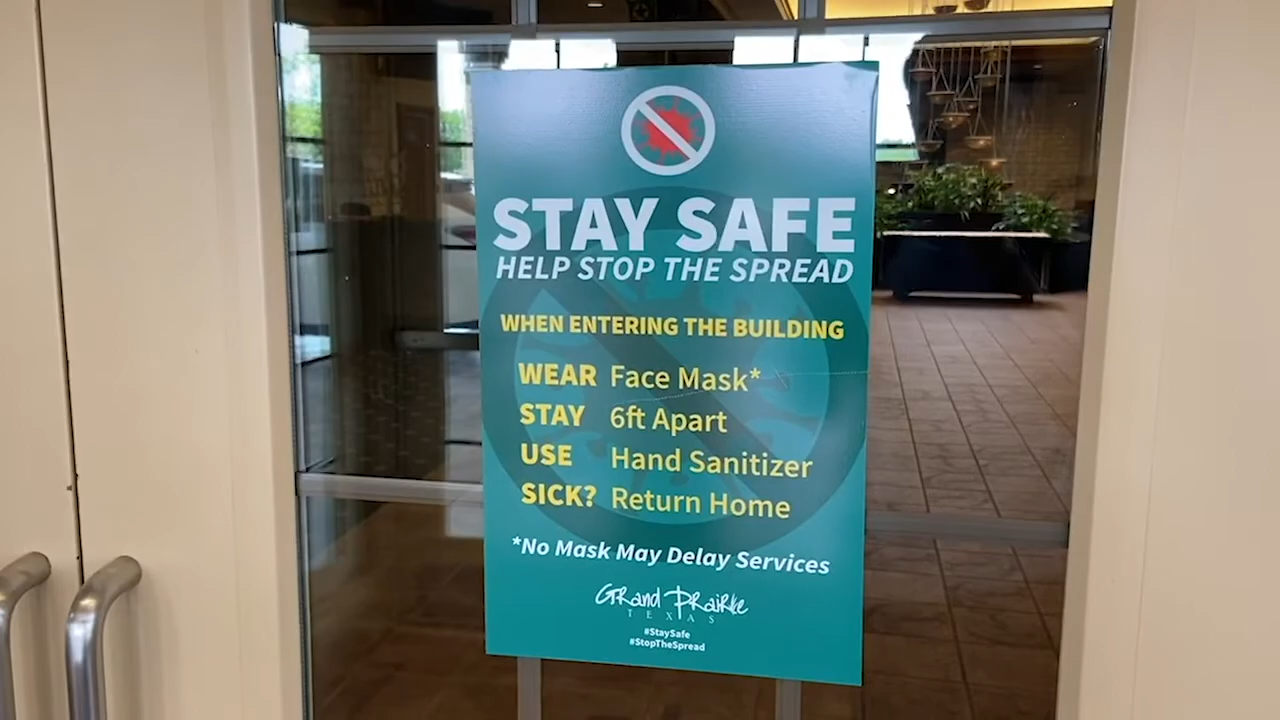 STAY SAFE
HELP STOP THE SPREAD
WHEN ENTERING THE BUILDING
WEAR Face Mask*
STAY 6ft Apart
USE Hand Sanitizer
SICK? Return Home
*No Mask May Delay Services
Grand Prairie
TEXAS
#StaySafe
#StopTheSpread